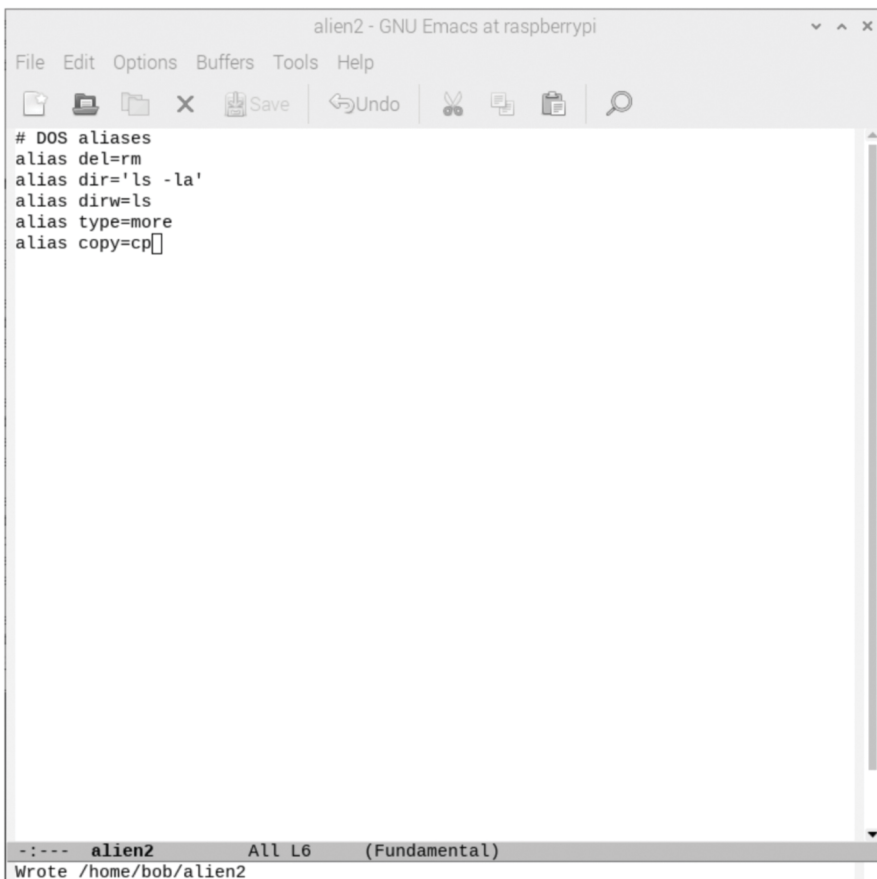 alien2 - GNU Emacs at raspberrypi
File Edit Options Buffers Tools Help
Save Undo
# DOS aliases
alias del=rm
alias dir='ls -la'
alias dirw=ls
alias type=more
alias copy=cp
-:--- alien2 All L6 (Fundamental)
Wrote /home/bob/alien2